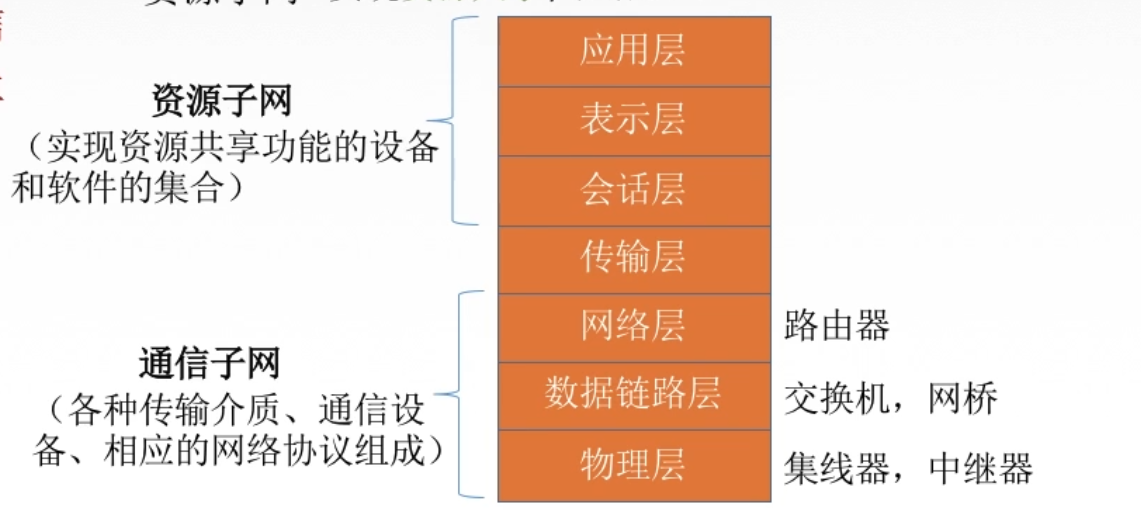 应用层
表示层
会话层
传输层
网络层
数据链路层
物理层
资源子网
（实现资源共享功能的设备
和软件的集合）
通信子网
（各种传输介质、通信设
备、相应的网络协议组成）
路由器
交换机，网桥
集线器，中继器